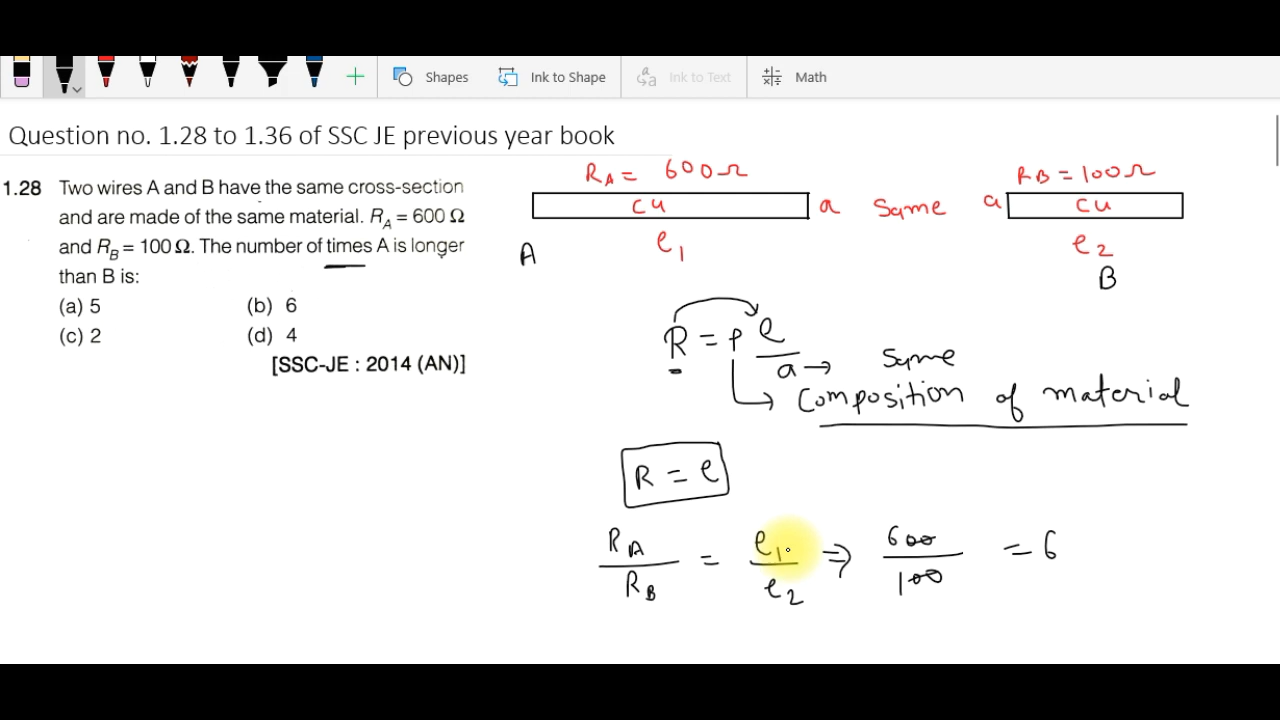 Shapes Ink to Shape Ink to Text Math
Question no. 1.28 to 1.36 of SSC JE previous year book
1.28 Two wires A and B have the same cross-section
and are made of the same material. R_A = 600 Ω
and R_B = 100 Ω. The number of times A is longer
than B is:
(a) 5 (b) 6
(c) 2 (d) 4
[SSC-JE : 2014 (AN)]
R_A = 600Ω R_B = 100Ω
Cu a Same a Cu
A l_1 l_2
B
R = ρ l/a → Same
→ Composition of material
R = l
R_A/R_B = l_1/l_2 ⇒ 600/100 = 6